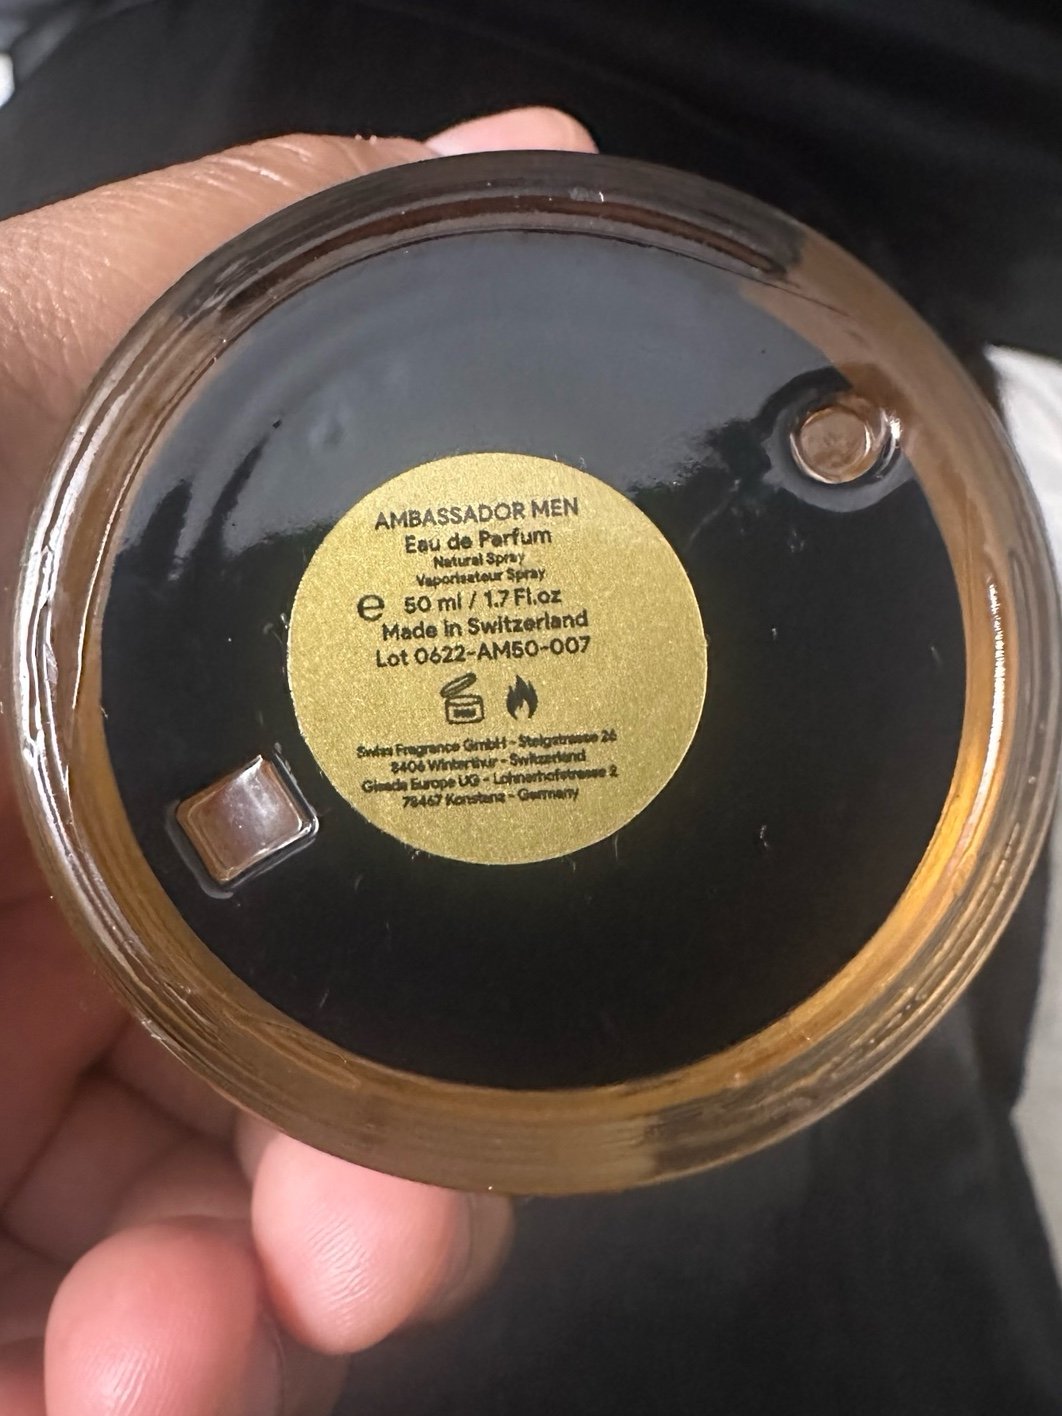 AMBASSADOR MEN
Eau de Parfum
Natural Spray
Vaporisateur Spray
e 50 ml / 1.7 Fl.oz
Made in Switzerland
Lot 0622-AM50-007
Swiss Fragrance GmbH - Steigstrasse 26
8406 Winterthur - Switzerland
Gisada Europe UG - Lohnerhofstrasse 2
78467 Konstanz - Germany